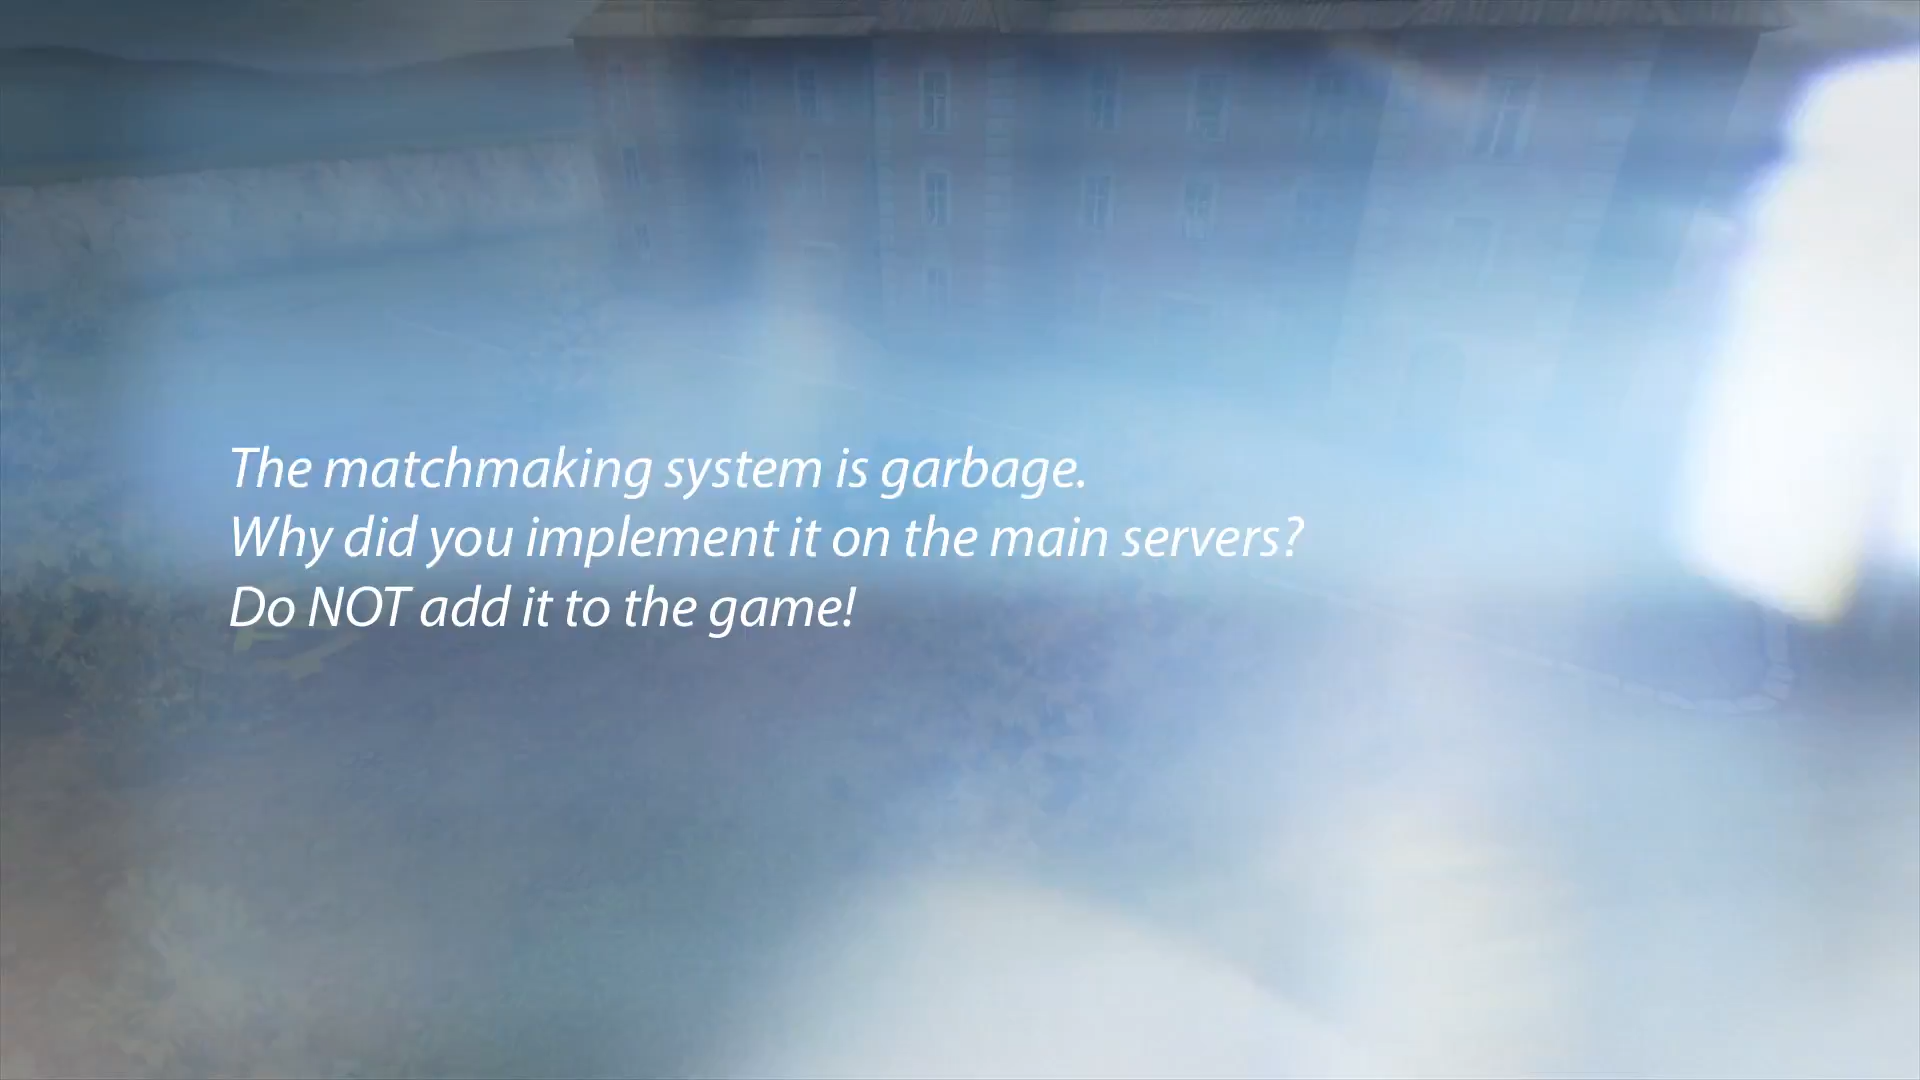 The matchmaking system is garbage.
Why did you implement it on the main servers?
Do NOT add it to the game!